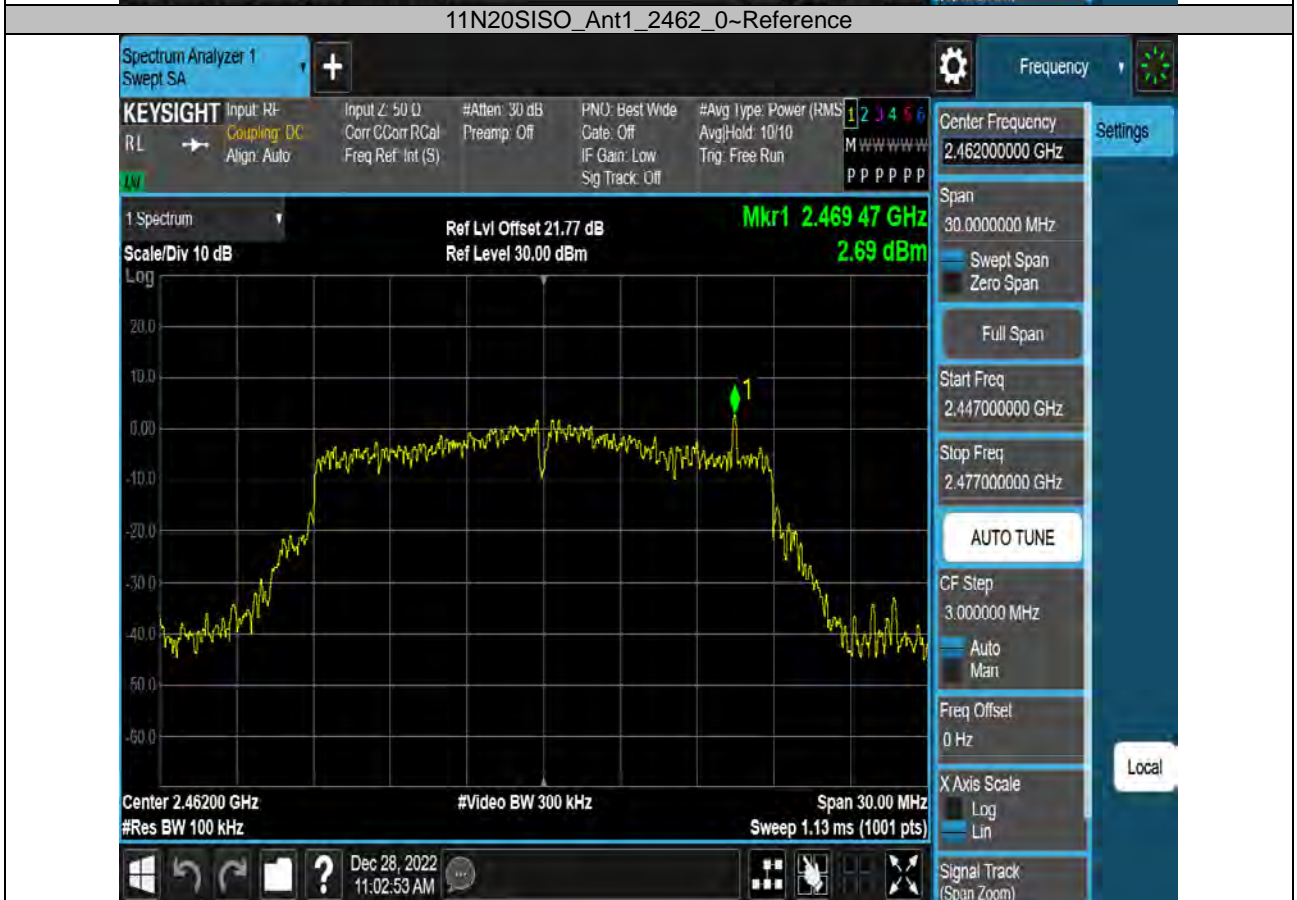 11N20SISO_Ant1_2462_0~Reference
Spectrum Analyzer 1
Swept SA
+
Frequency
KEYSIGHT
RL
Input: RF
Coupling: DC
Align: Auto
Input Z: 50 Ω
Corr CCorr RCal
Freq Ref: Int (S)
#Atten: 30 dB
Preamp: Off
PNO: Best Wide
Gate: Off
IF Gain: Low
Sig Track: Off
#Avg Type: Power (RMS
Avg|Hold: 10/10
Trig: Free Run
1 2 3 4 5 6
M W W W W W
P P P P P P
1 Spectrum
Scale/Div 10 dB
Ref Lvl Offset 21.77 dB
Ref Level 30.00 dBm
Mkr1 2.469 47 GHz
2.69 dBm
Log
20.0
10.0
0.00
-10.0
-20.0
-30.0
-40.0
-50.0
-60.0
1
Center 2.46200 GHz
#Res BW 100 kHz
#Video BW 300 kHz
Span 30.00 MHz
Sweep 1.13 ms (1001 pts)
Dec 28, 2022
11:02:53 AM
Center Frequency
2.462000000 GHz
Settings
Span
30.0000000 MHz
Swept Span
Zero Span
Full Span
Start Freq
2.447000000 GHz
Stop Freq
2.477000000 GHz
AUTO TUNE
CF Step
3.000000 MHz
Auto
Man
Freq Offset
0 Hz
X Axis Scale
Log
Lin
Local
Signal Track
(Span Zoom)